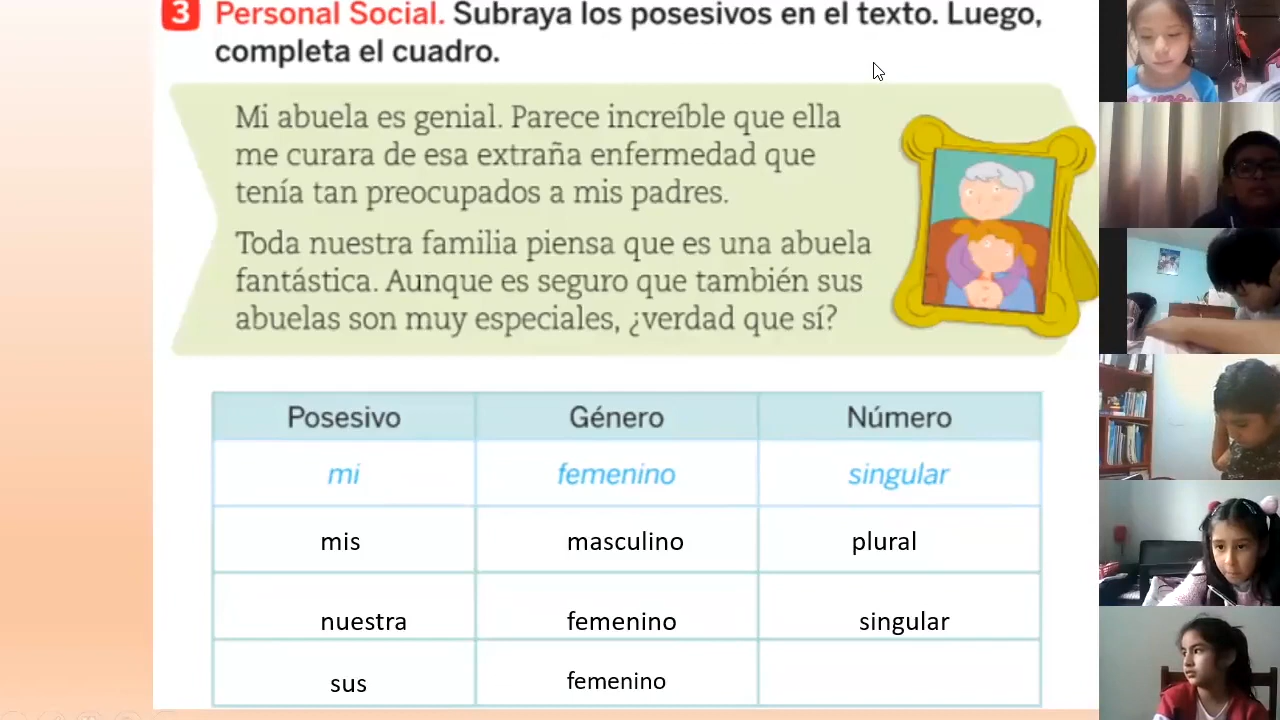 3 Personal Social. Subraya los posesivos en el texto. Luego,
completa el cuadro.
Mi abuela es genial. Parece increíble que ella
me curara de esa extraña enfermedad que
tenía tan preocupados a mis padres.
Toda nuestra familia piensa que es una abuela
fantástica. Aunque es seguro que también sus
abuelas son muy especiales, ¿verdad que sí?
Posesivo Género Número
mi femenino singular
mis masculino plural
nuestra femenino singular
sus femenino